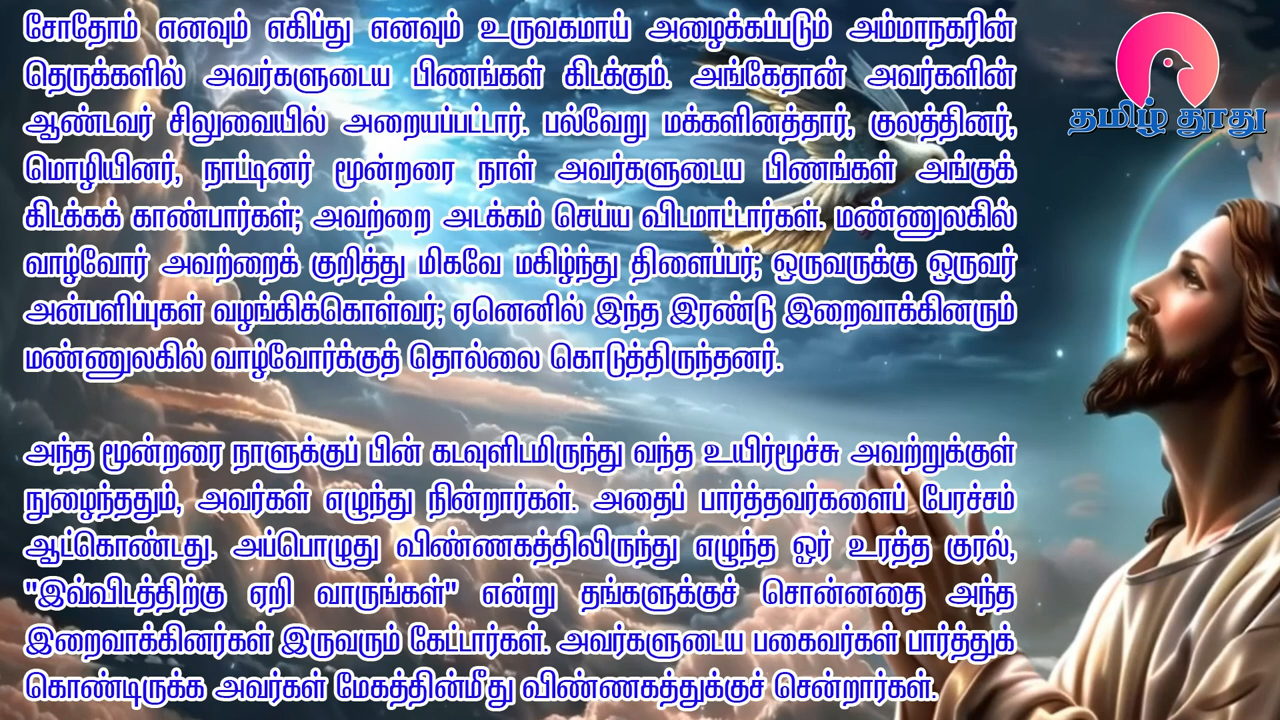 சோதோம் எனவும் எகிப்து எனவும் உருவகமாய் அழைக்கப்படும் அம்மாநகரின்
தெருக்களில் அவர்களுடைய பிணங்கள் கிடக்கும். அங்கேதான் அவர்களின்
ஆண்டவர் சிலுவையில் அறையப்பட்டார். பல்வேறு மக்களினத்தார், குலத்தினர்,
மொழியினர், நாட்டினர் மூன்றரை நாள் அவர்களுடைய பிணங்கள் அங்குக்
கிடக்கக் காண்பார்கள்; அவற்றை அடக்கம் செய்ய விடமாட்டார்கள். மண்ணுலகில்
வாழ்வோர் அவற்றைக் குறித்து மிகவே மகிழ்ந்து திளைப்பர்; ஒருவருக்கு ஒருவர்
அன்பளிப்புகள் வழங்கிக்கொள்வர்; ஏனெனில் இந்த இரண்டு இறைவாக்கினரும்
மண்ணுலகில் வாழ்வோர்க்குத் தொல்லை கொடுத்திருந்தனர்.
அந்த மூன்றரை நாளுக்குப் பின் கடவுளிடமிருந்து வந்த உயிர்மூச்சு அவற்றுக்குள்
நுழைந்ததும், அவர்கள் எழுந்து நின்றார்கள். அதைப் பார்த்தவர்களைப் பேரச்சம்
ஆட்கொண்டது. அப்பொழுது விண்ணகத்திலிருந்து எழுந்த ஓர் உரத்த குரல்,
"இவ்விடத்திற்கு ஏறி வாருங்கள்" என்று தங்களுக்குச் சொன்னதை அந்த
இறைவாக்கினர்கள் இருவரும் கேட்டார்கள். அவர்களுடைய பகைவர்கள் பார்த்துக்
கொண்டிருக்க அவர்கள் மேகத்தின்மீது விண்ணகத்துக்குச் சென்றார்கள்.
தமிழ் தூது